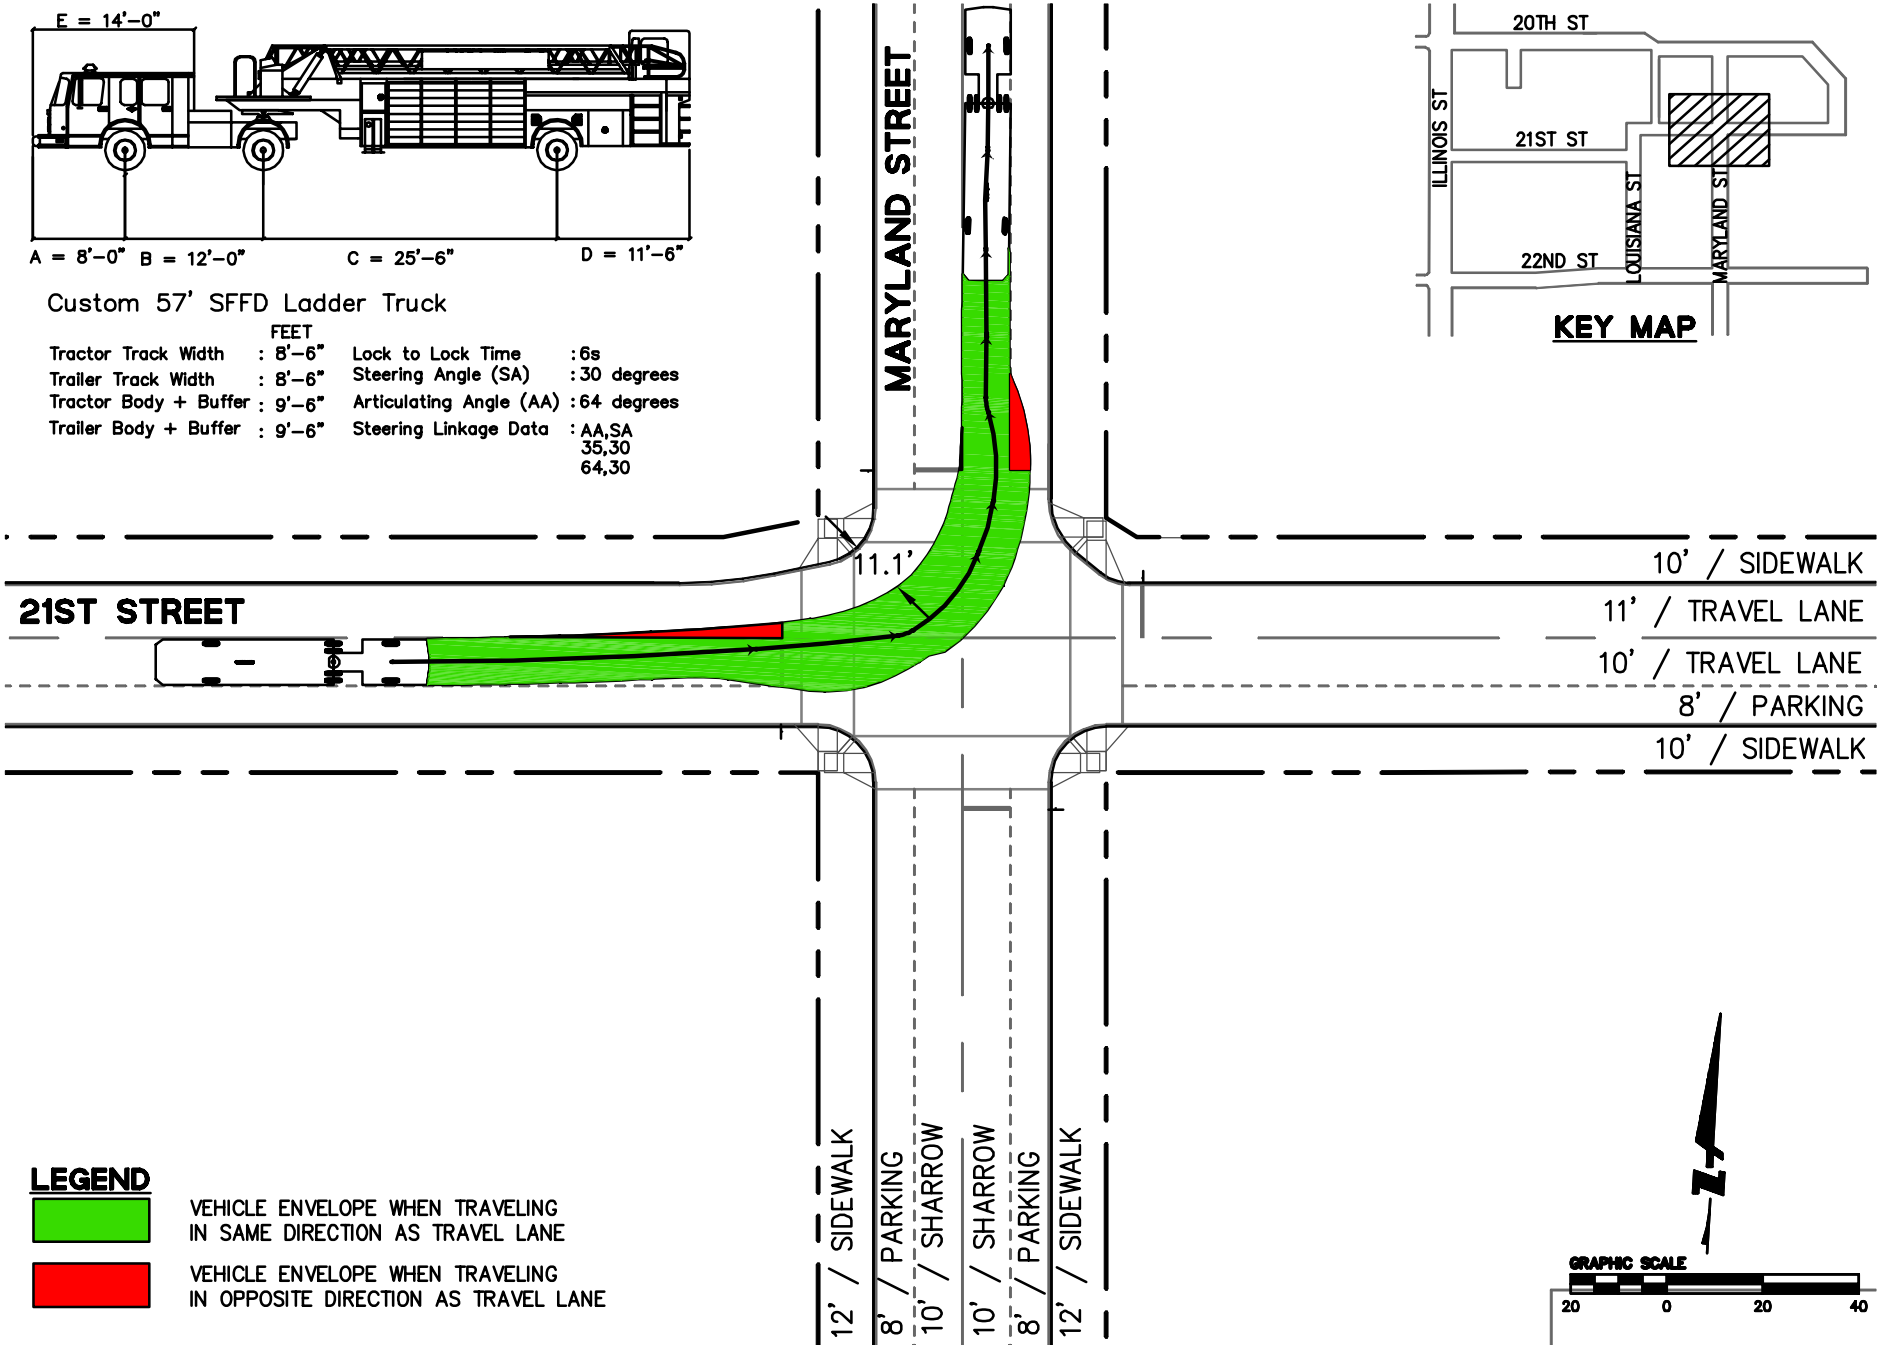 E = 14'-0"
A = 8'-0"
B = 12'-0"
C = 25'-6"
D = 11'-6"
Custom 57' SFFD Ladder Truck
FEET
Tractor Track Width : 8'-6"
Trailer Track Width : 8'-6"
Tractor Body + Buffer : 9'-6"
Trailer Body + Buffer : 9'-6"
Lock to Lock Time : 6s
Steering Angle (SA) : 30 degrees
Articulating Angle (AA) : 64 degrees
Steering Linkage Data : AA,SA
35,30
64,30
MARYLAND STREET
20TH ST
ILLINOIS ST
21ST ST
LOUISIANA ST
MARYLAND ST
22ND ST
KEY MAP
11.1'
21ST STREET
10' / SIDEWALK
11' / TRAVEL LANE
10' / TRAVEL LANE
8' / PARKING
10' / SIDEWALK
12' / SIDEWALK
8' / PARKING
10' / SHARROW
10' / SHARROW
8' / PARKING
12' / SIDEWALK
LEGEND
VEHICLE ENVELOPE WHEN TRAVELING
IN SAME DIRECTION AS TRAVEL LANE
VEHICLE ENVELOPE WHEN TRAVELING
IN OPPOSITE DIRECTION AS TRAVEL LANE
N
GRAPHIC SCALE
20 0 20 40